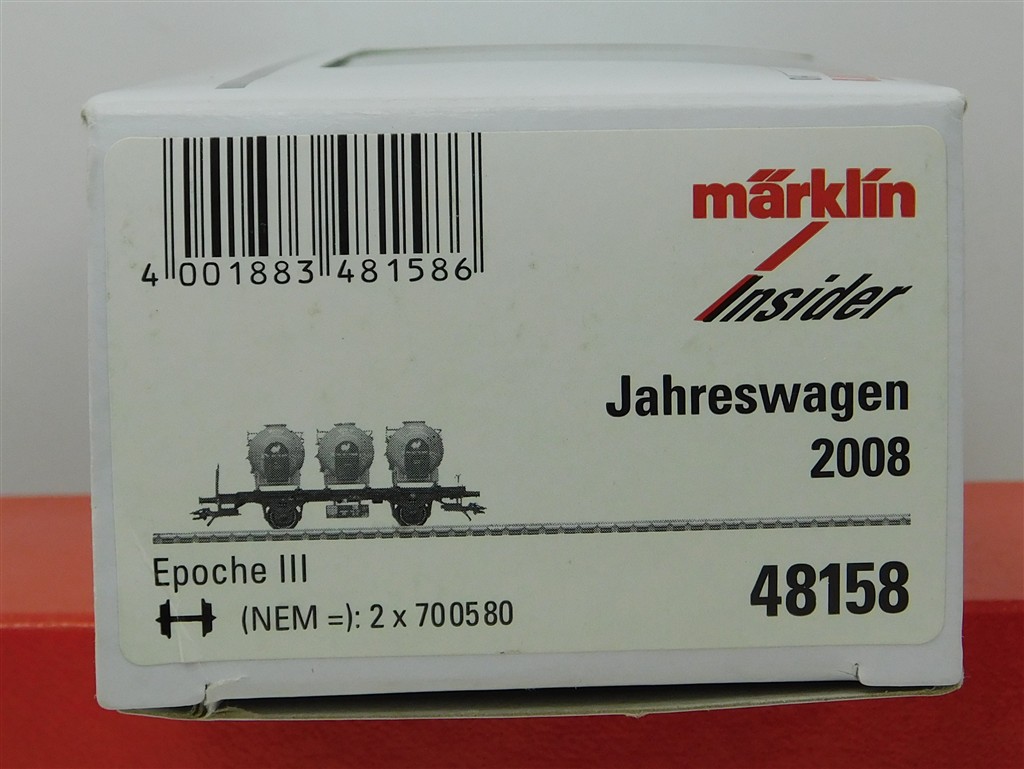 4 001883 481586
märklin
Insider
Jahreswagen
2008
Epoche III
(NEM =): 2 x 700580
48158